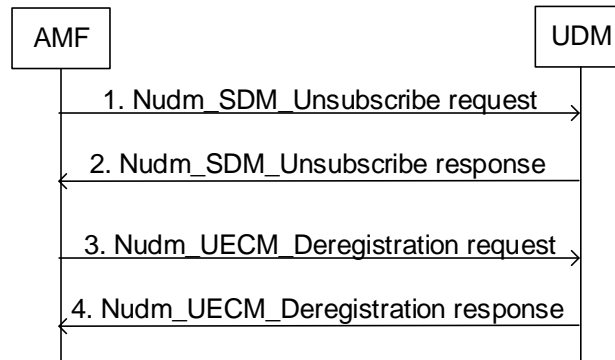 AMF
UDM
1. Nudm_SDM_Unsubscribe request
2. Nudm_SDM_Unsubscribe response
3. Nudm_UECM_Deregistration request
4. Nudm_UECM_Deregistration response